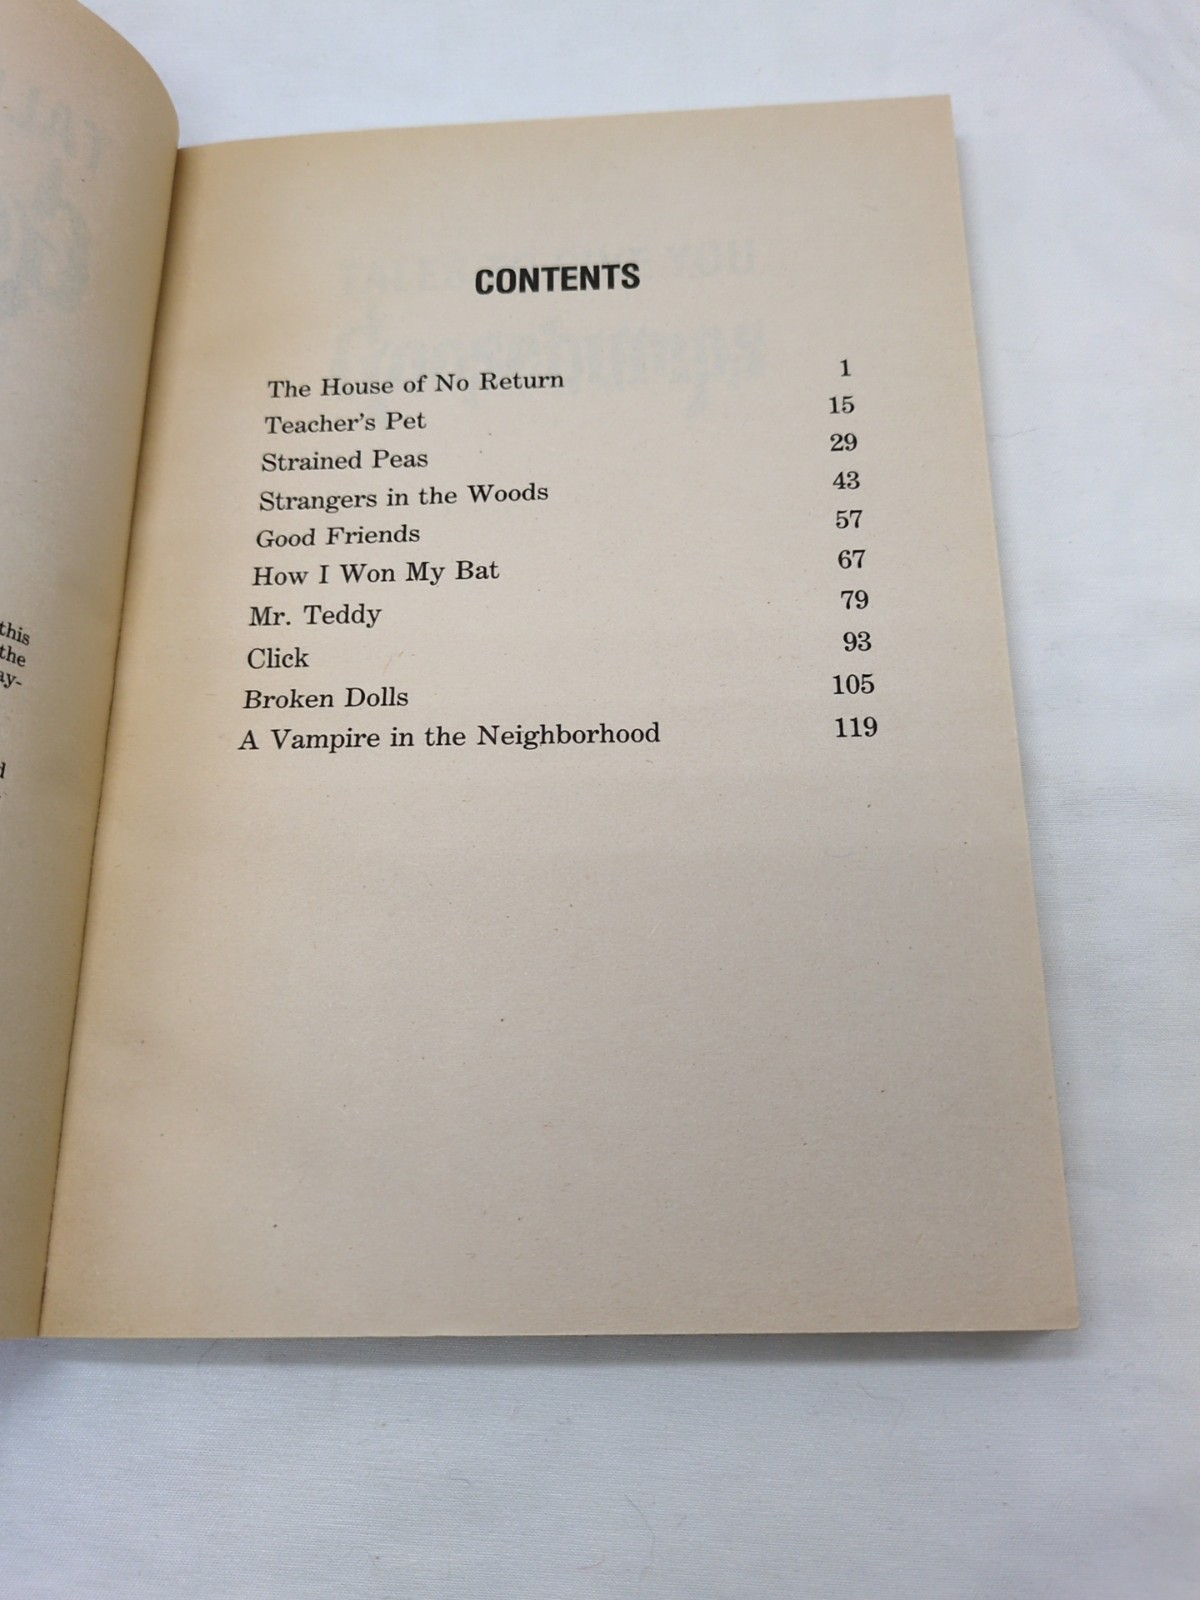 this
the
ay-
CONTENTS
The House of No Return 1
Teacher's Pet 15
Strained Peas 29
Strangers in the Woods 43
Good Friends 57
How I Won My Bat 67
Mr. Teddy 79
Click 93
Broken Dolls 105
A Vampire in the Neighborhood 119